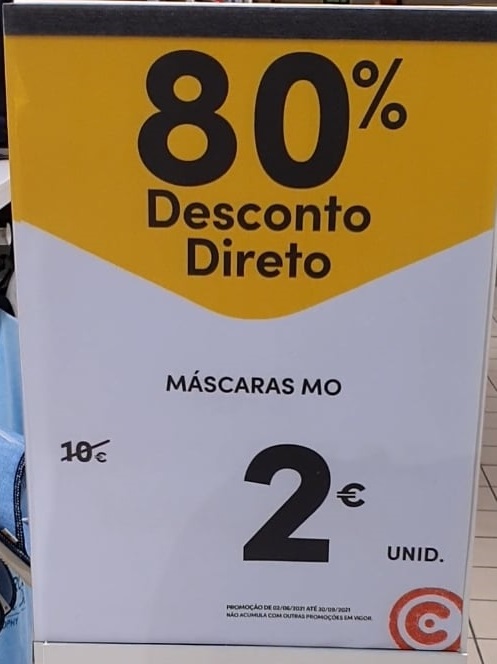 80%
Desconto
Direto
MÁSCARAS MO
10€
2€
UNID.
PROMOÇÃO DE 02/06/2021 ATÉ 30/09/2021
NÃO ACUMULA COM OUTRAS PROMOÇÕES EM VIGOR.